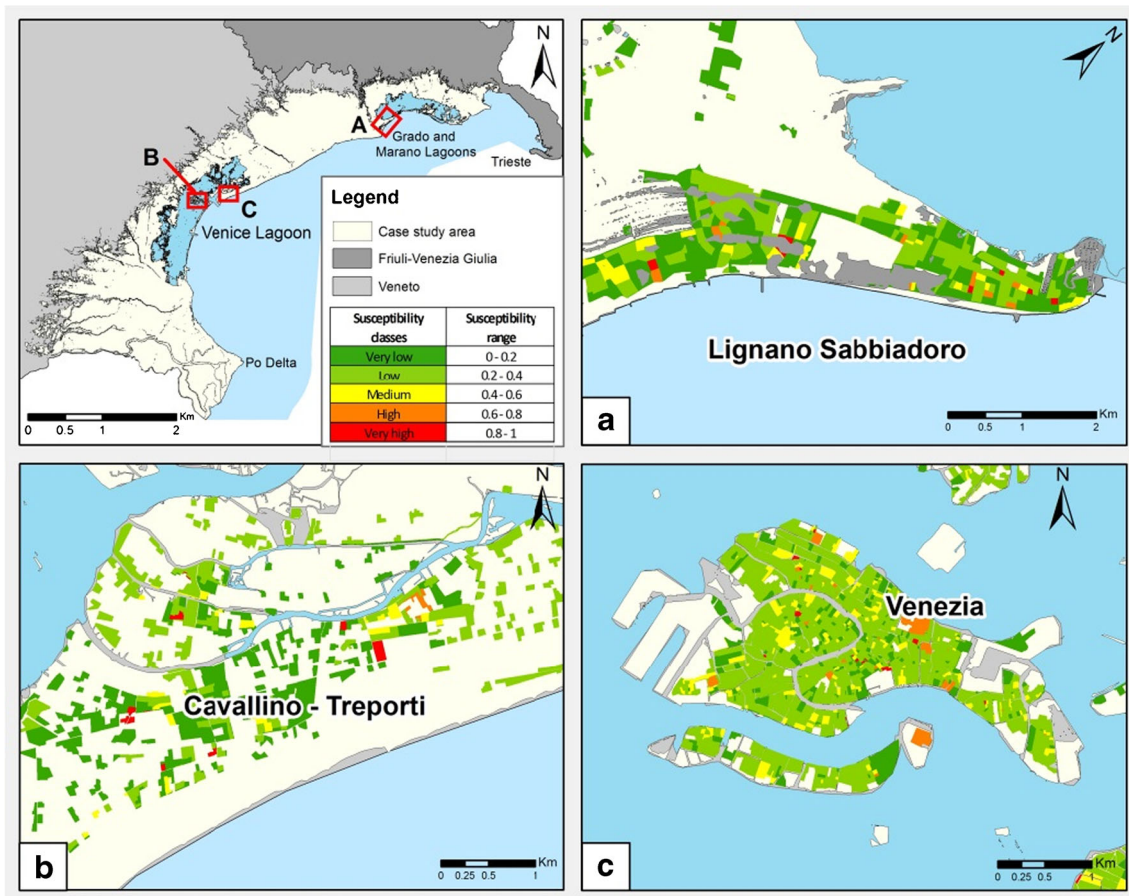 N
A
Grado and
Marano Lagoons
Trieste
B
C
Venice Lagoon
Po Delta
Km
0 0.5 1 2
Legend
Case study area
Friuli-Venezia Giulia
Veneto
Susceptibility classes Susceptibility range
Very low 0 - 0.2
Low 0.2 - 0.4
Medium 0.4 - 0.6
High 0.6 - 0.8
Very high 0.8 - 1
N
Lignano Sabbiadoro
a
Km
0 0.5 1 2
N
Cavallino - Treporti
b
Km
0 0.25 0.5 1
N
Venezia
c
Km
0 0.25 0.5 1